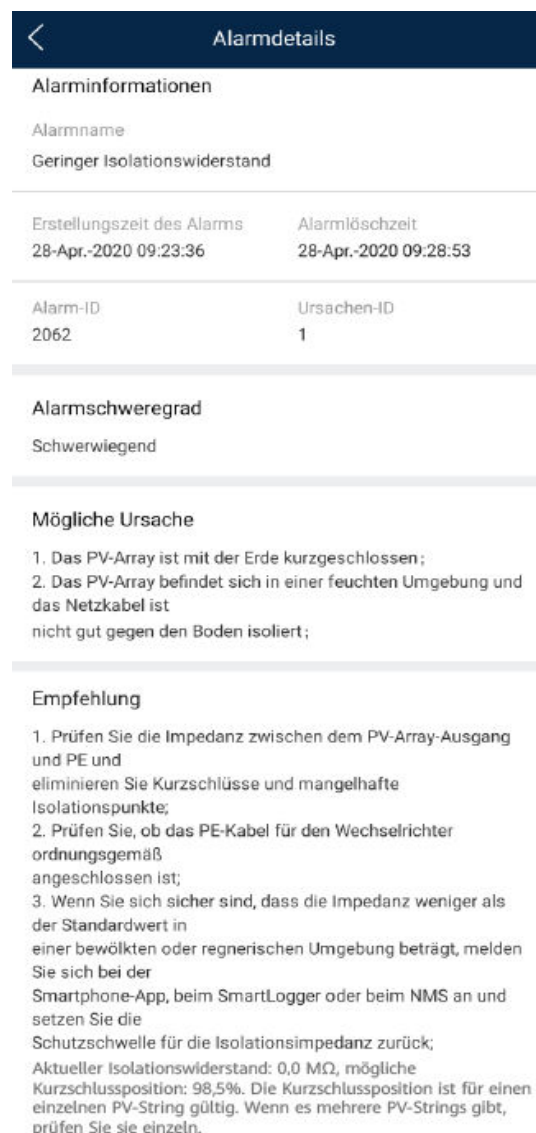 Alarmdetails
Alarminformationen
Alarmname
Geringer Isolationswiderstand
Erstellungszeit des Alarms Alarmlöschzeit
28-Apr.-2020 09:23:36 28-Apr.-2020 09:28:53
Alarm-ID Ursachen-ID
2062 1
Alarmschweregrad
Schwerwiegend
Mögliche Ursache
1. Das PV-Array ist mit der Erde kurzgeschlossen;
2. Das PV-Array befindet sich in einer feuchten Umgebung und
das Netzkabel ist
nicht gut gegen den Boden isoliert;
Empfehlung
1. Prüfen Sie die Impedanz zwischen dem PV-Array-Ausgang
und PE und
eliminieren Sie Kurzschlüsse und mangelhafte
Isolationspunkte;
2. Prüfen Sie, ob das PE-Kabel für den Wechselrichter
ordnungsgemäß
angeschlossen ist;
3. Wenn Sie sich sicher sind, dass die Impedanz weniger als
der Standardwert in
einer bewölkten oder regnerischen Umgebung beträgt, melden
Sie sich bei der
Smartphone-App, beim SmartLogger oder beim NMS an und
setzen Sie die
Schutzschwelle für die Isolationsimpedanz zurück;
Aktueller Isolationswiderstand: 0,0 MΩ, mögliche
Kurzschlussposition: 98,5%. Die Kurzschlussposition ist für einen
einzelnen PV-String gültig. Wenn es mehrere PV-Strings gibt,
prüfen Sie sie einzeln.